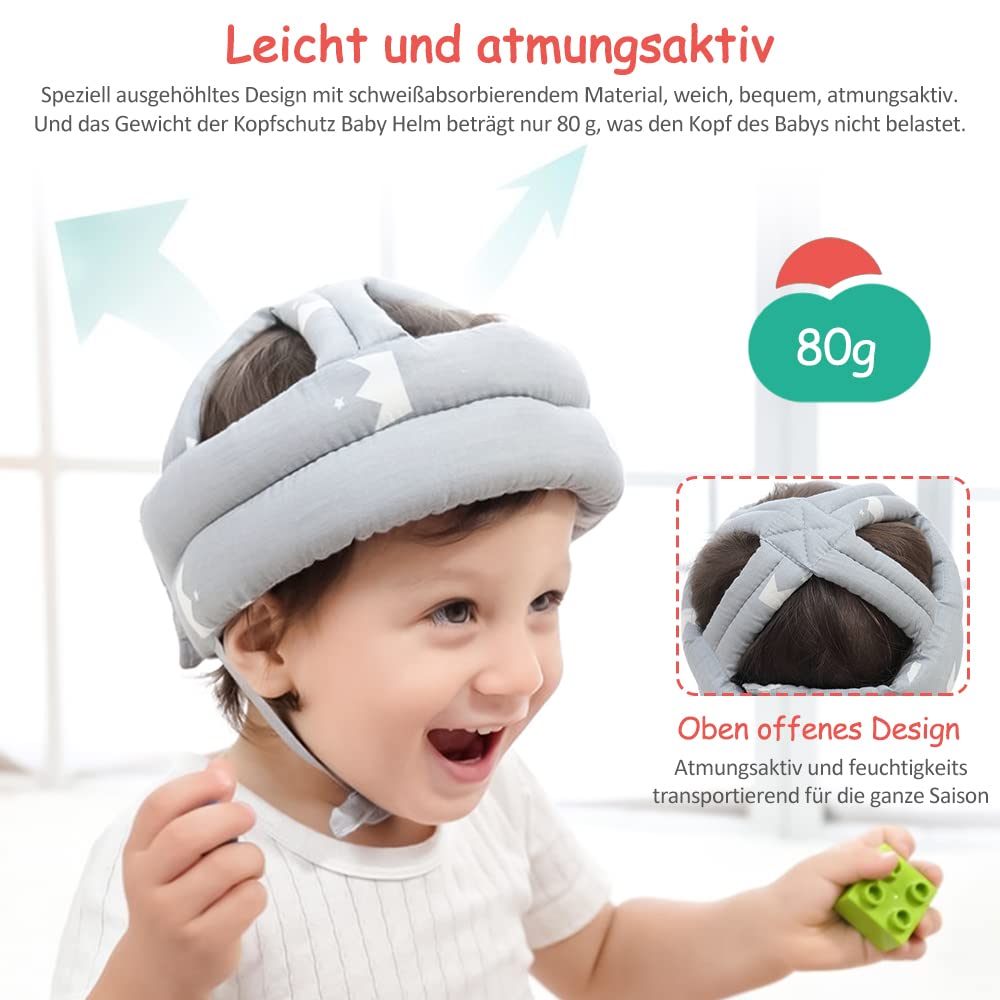 Leicht und atmungsaktiv
Speziell ausgehöhltes Design mit schweißabsorbierendem Material, weich, bequem, atmungsaktiv.
Und das Gewicht der Kopfschutz Baby Helm beträgt nur 80 g, was den Kopf des Babys nicht belastet.
80g
Oben offenes Design
Atmungsaktiv und feuchtigkeits
transportierend für die ganze Saison